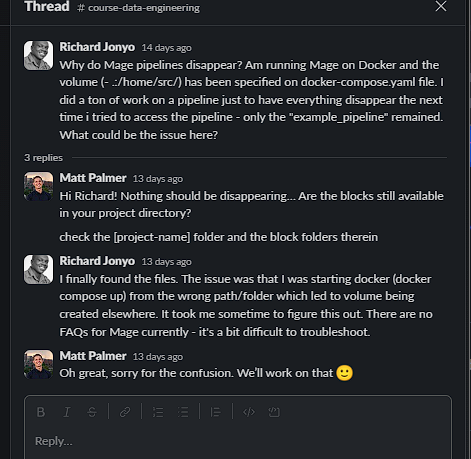 Thread # course-data-engineering
Richard Jonyo 14 days ago
Why do Mage pipelines disappear? Am running Mage on Docker and the
volume (- .:/home/src/) has been specified on docker-compose.yaml file. I
did a ton of work on a pipeline just to have everything disappear the next
time i tried to access the pipeline - only the "example_pipeline" remained.
What could be the issue here?
3 replies
Matt Palmer 13 days ago
Hi Richard! Nothing should be disappearing... Are the blocks still available
in your project directory?
check the [project-name] folder and the block folders therein
Richard Jonyo 13 days ago
I finally found the files. The issue was that I was starting docker (docker
compose up) from the wrong path/folder which led to volume being
created elsewhere. It took me sometime to figure this out. There are no
FAQs for Mage currently - it's a bit difficult to troubleshoot.
Matt Palmer 13 days ago
Oh great, sorry for the confusion. We'll work on that 🙂
B I S
Reply...